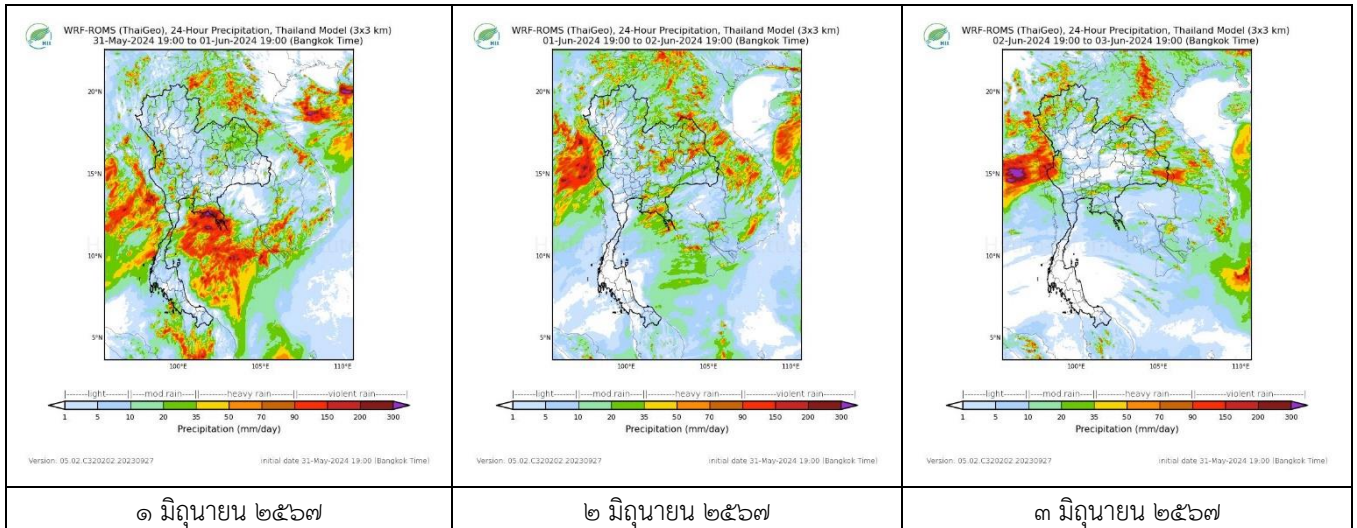 WRF-ROMS (ThaiGeo), 24-Hour Precipitation, Thailand Model (3x3 km)
31-May-2024 19:00 to 01-Jun-2024 19:00 (Bangkok Time)
20°N
15°N
10°N
5°N
100°E 105°E 110°E
light mod.rain heavy rain violent rain
1 5 10 20 35 50 70 90 150 200 300
Precipitation (mm/day)
Version: 05.02.C320202.20230927 initial date 31-May-2024 19:00 (Bangkok Time)
๑ มิถุนายน ๒๕๖๗
WRF-ROMS (ThaiGeo), 24-Hour Precipitation, Thailand Model (3x3 km)
01-Jun-2024 19:00 to 02-Jun-2024 19:00 (Bangkok Time)
20°N
15°N
10°N
5°N
100°E 105°E 110°E
light mod.rain heavy rain violent rain
1 5 10 20 35 50 70 90 150 200 300
Precipitation (mm/day)
Version: 05.02.C320202.20230927 initial date 31-May-2024 19:00 (Bangkok Time)
๒ มิถุนายน ๒๕๖๗
WRF-ROMS (ThaiGeo), 24-Hour Precipitation, Thailand Model (3x3 km)
02-Jun-2024 19:00 to 03-Jun-2024 19:00 (Bangkok Time)
20°N
15°N
10°N
5°N
100°E 105°E 110°E
light mod.rain heavy rain violent rain
1 5 10 20 35 50 70 90 150 200 300
Precipitation (mm/day)
Version: 05.02.C320202.20230927 initial date 31-May-2024 19:00 (Bangkok Time)
๓ มิถุนายน ๒๕๖๗